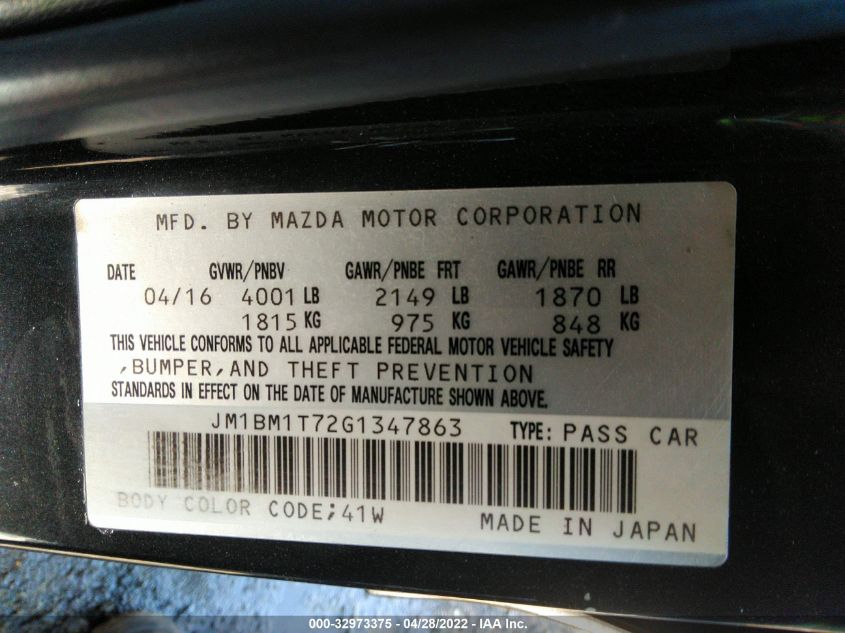 MFD. BY MAZDA MOTOR CORPORATION
DATE GVWR/PNBV GAWR/PNBE FRT GAWR/PNBE RR
04/16 4001 LB 2149 LB 1870 LB
1815 KG 975 KG 848 KG
THIS VEHICLE CONFORMS TO ALL APPLICABLE FEDERAL MOTOR VEHICLE SAFETY
,BUMPER,AND THEFT PREVENTION
STANDARDS IN EFFECT ON THE DATE OF MANUFACTURE SHOWN ABOVE.
JM1BM1T72G1347863 TYPE: PASS CAR
BODY COLOR CODE;41W
MADE IN JAPAN
000-32973375 - 04/28/2022 - IAA Inc.